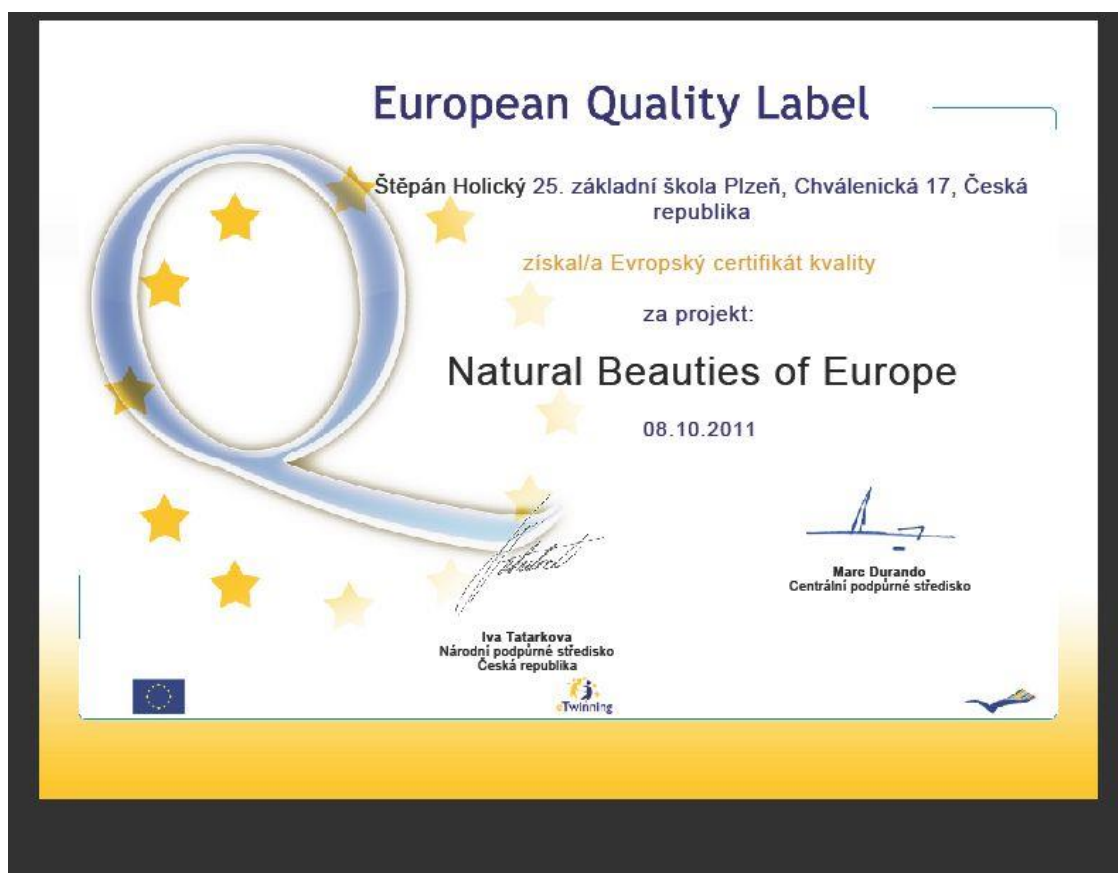 European Quality Label
Štěpán Holický 25. základní škola Plzeň, Chválenická 17, Česká
republika
získal/a Evropský certifikát kvality
za projekt:
Natural Beauties of Europe
08.10.2011
Marc Durando
Centrální podpůrné středisko
Iva Tatarkova
Národní podpůrné středisko
Česká republika
eTwinning